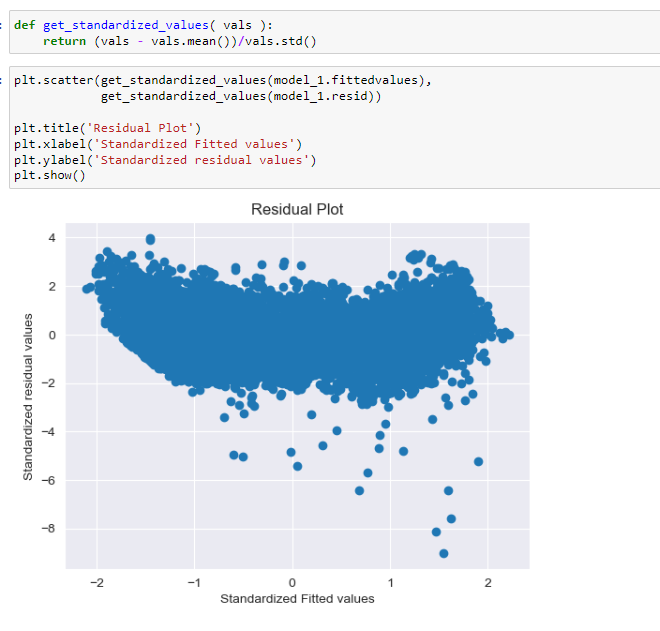 def get_standardized_values( vals ):
return (vals - vals.mean())/vals.std()
plt.scatter(get_standardized_values(model_1.fittedvalues),
get_standardized_values(model_1.resid))
plt.title('Residual Plot')
plt.xlabel('Standardized Fitted values')
plt.ylabel('Standardized residual values')
plt.show()
Residual Plot
Standardized residual values
4
2
0
−2
−4
−6
−8
−2 −1 0 1 2
Standardized Fitted values